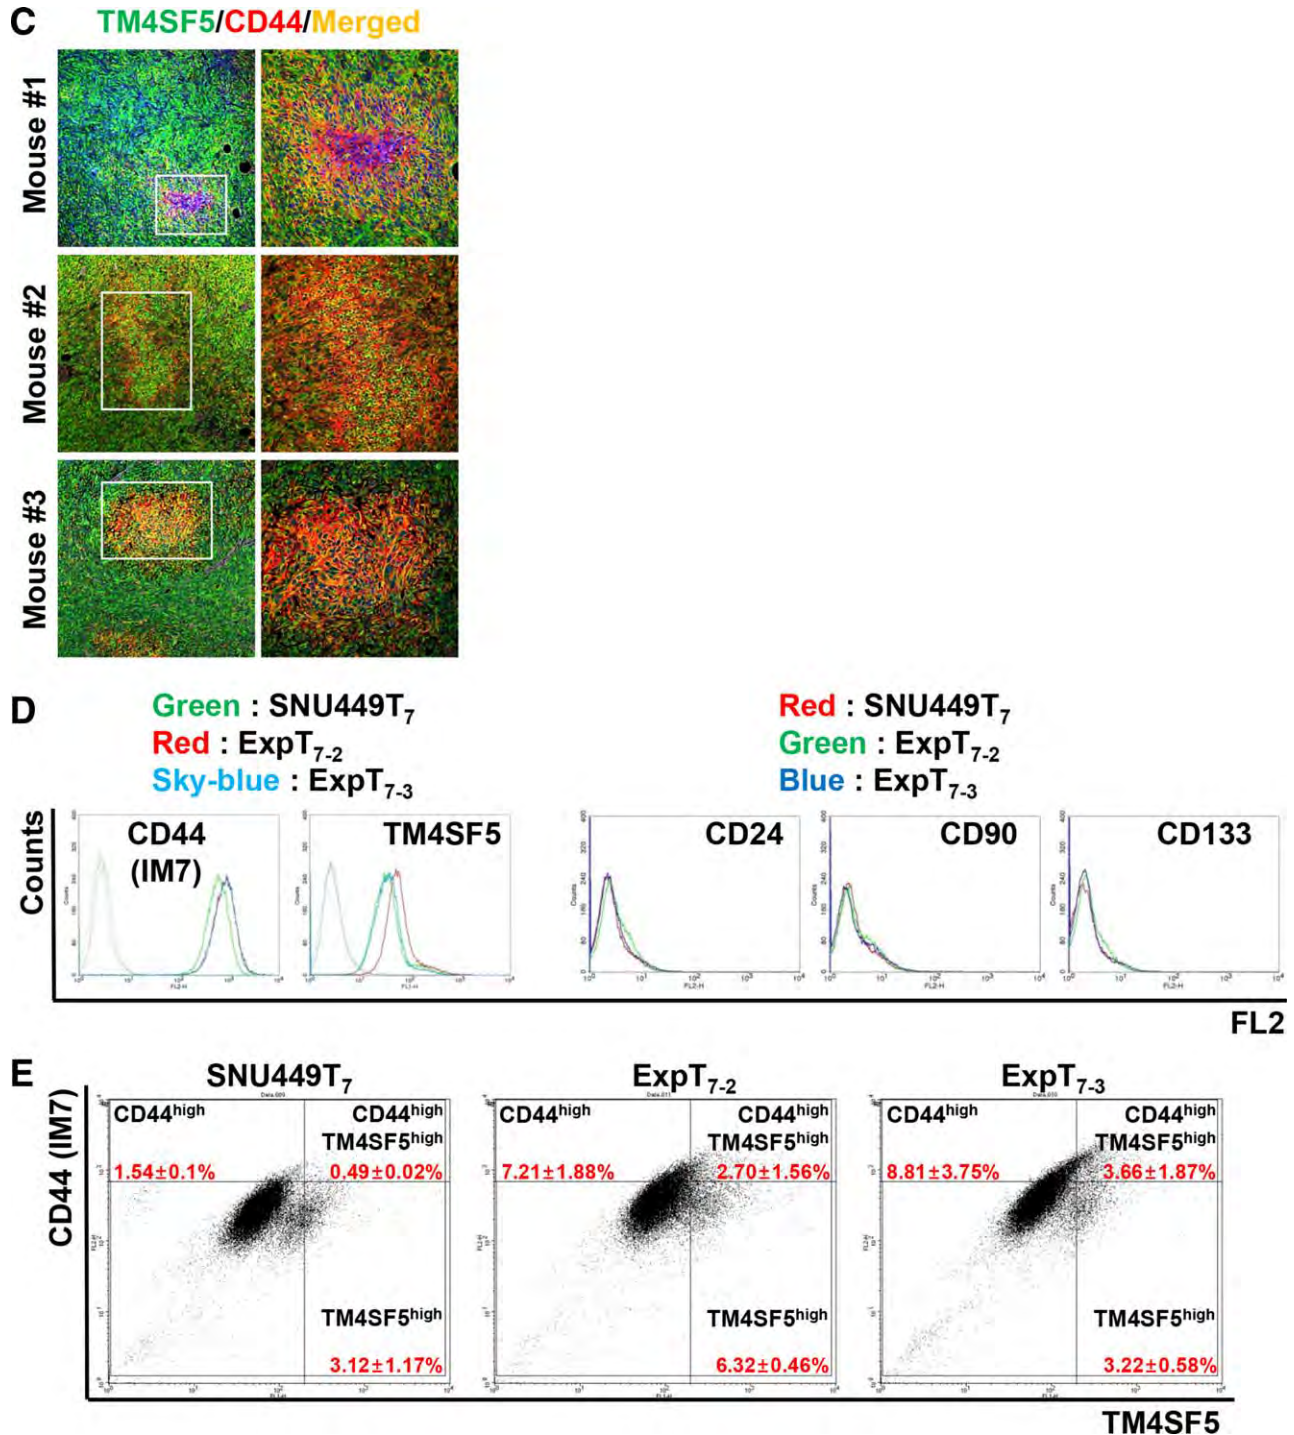 C
TM4SF5/CD44/Merged
Mouse #1
Mouse #2
Mouse #3
D
Green : SNU449T7
Red : ExpT7-2
Sky-blue : ExpT7-3
Red : SNU449T7
Green : ExpT7-2
Blue : ExpT7-3
Counts
CD44
(IM7)
TM4SF5
CD24
CD90
CD133
FL2
E
SNU449T7
ExpT7-2
ExpT7-3
CD44 (IM7)
CD44high
CD44high
TM4SF5high
1.54±0.1%
0.49±0.02%
TM4SF5high
3.12±1.17%
CD44high
CD44high
TM4SF5high
7.21±1.88%
2.70±1.56%
TM4SF5high
6.32±0.46%
CD44high
CD44high
TM4SF5high
8.81±3.75%
3.66±1.87%
TM4SF5high
3.22±0.58%
TM4SF5